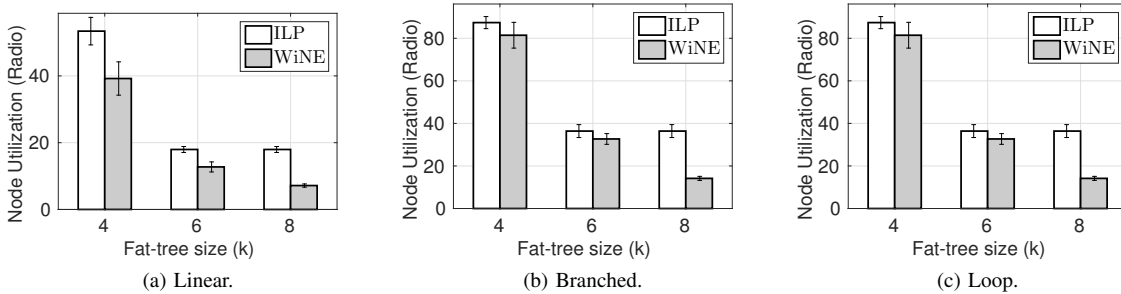 Node Utilization (Radio)
0
20
40
4
6
8
Fat-tree size (k)
ILP
WiNE
(a) Linear.
Node Utilization (Radio)
0
20
40
60
80
4
6
8
Fat-tree size (k)
ILP
WiNE
(b) Branched.
Node Utilization (Radio)
0
20
40
60
80
4
6
8
Fat-tree size (k)
ILP
WiNE
(c) Loop.